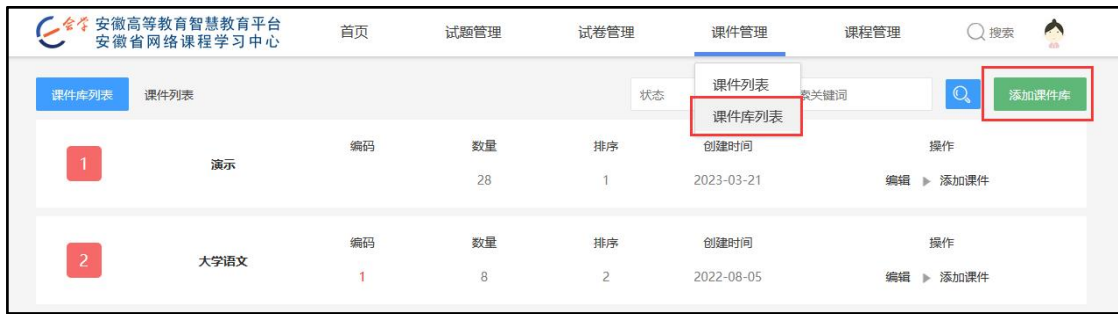 会学 安徽高等教育智慧教育平台
安徽省网络课程学习中心
首页 试题管理 试卷管理 课件管理 课程管理 搜索
课件库列表 课件列表 状态 关键词 添加课件库
课件列表
课件库列表
1 演示 编码 数量 排序 创建时间 操作
28 1 2023-03-21 编辑 ▶ 添加课件
2 大学语文 编码 数量 排序 创建时间 操作
1 8 2 2022-08-05 编辑 ▶ 添加课件